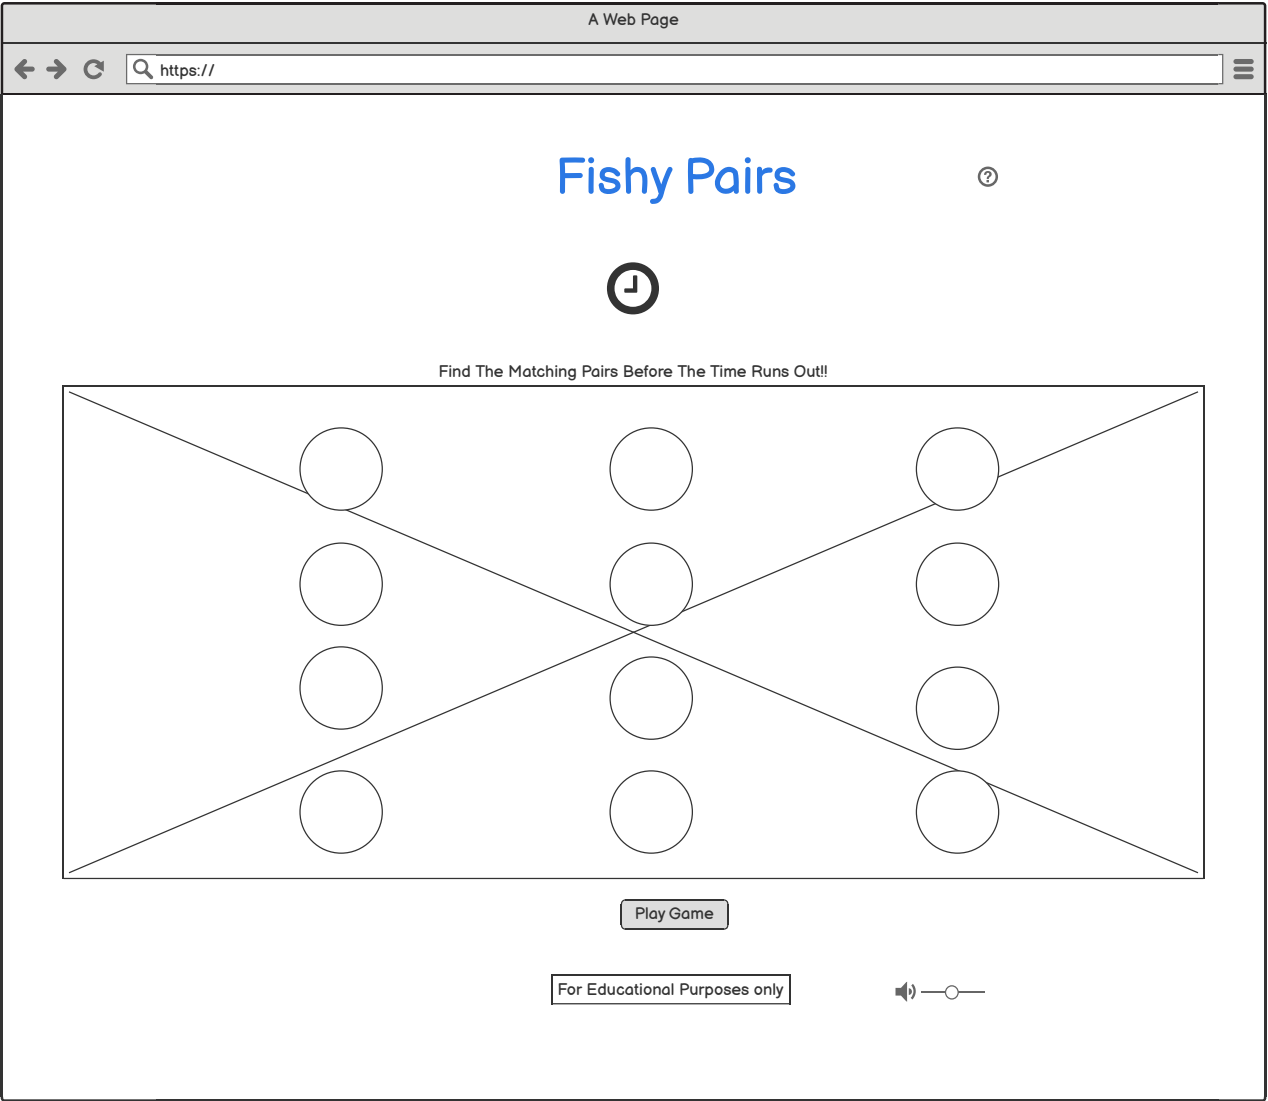 A Web Page
https://
Fishy Pairs
?
Find The Matching Pairs Before The Time Runs Out!!
Play Game
For Educational Purposes only